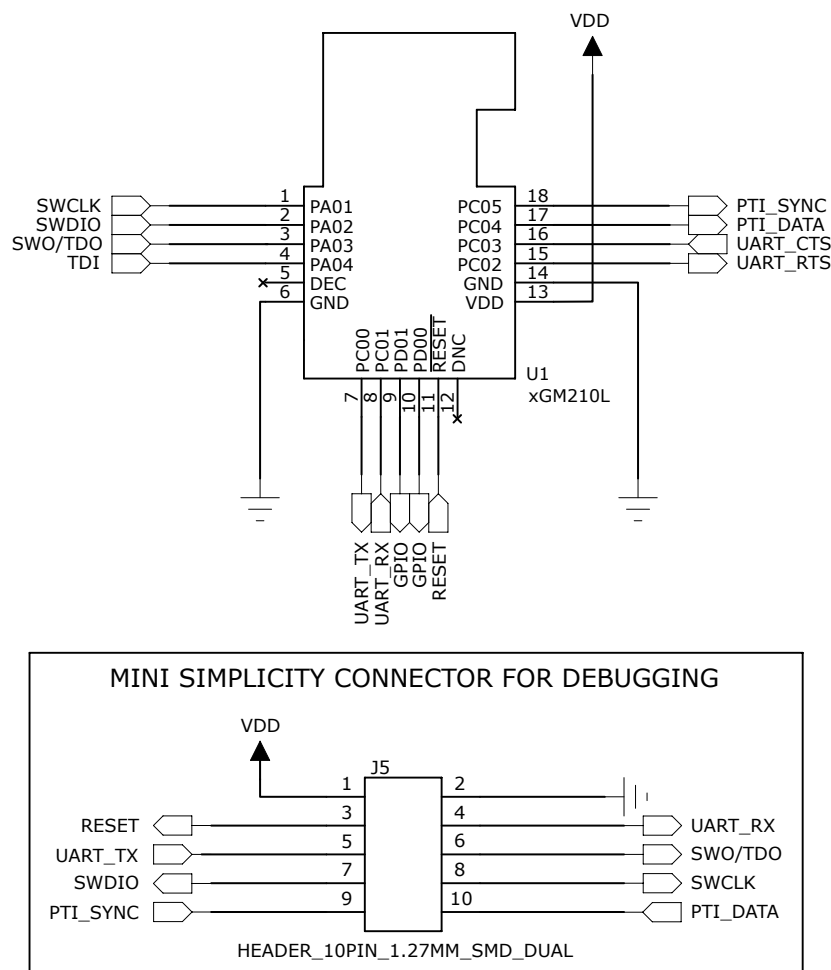 VDD
SWCLK 1 PA01 PC05 18 PTI_SYNC
SWDIO 2 PA02 PC04 17 PTI_DATA
SWO/TDO 3 PA03 PC03 16 UART_CTS
TDI 4 PA04 PC02 15 UART_RTS
5 DEC GND 14
6 GND VDD 13
PC00 PC01 PD01 PD00 RESET DNC
7 8 9 10 11 12
U1
xGM210L
UART_TX UART_RX GPIO GPIO RESET
MINI SIMPLICITY CONNECTOR FOR DEBUGGING
VDD
J5
1 2
RESET 3 4 UART_RX
UART_TX 5 6 SWO/TDO
SWDIO 7 8 SWCLK
PTI_SYNC 9 10 PTI_DATA
HEADER_10PIN_1.27MM_SMD_DUAL